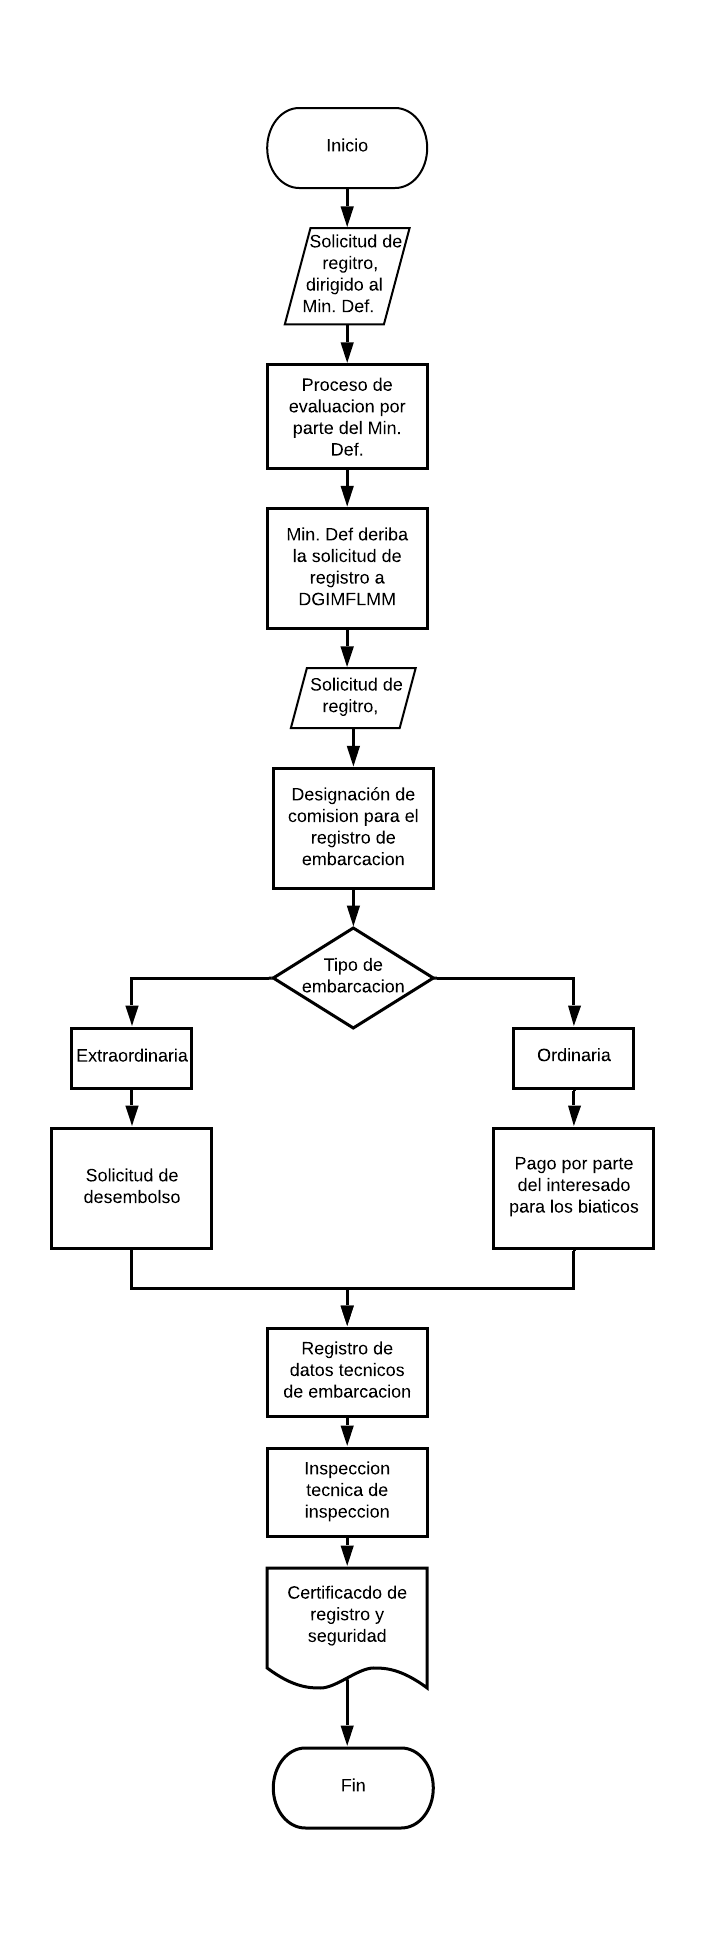 Inicio
Solicitud de
regitro,
dirigido al
Min. Def.
Proceso de
evaluacion por
parte del Min.
Def.
Min. Def deriba
la solicitud de
registro a
DGIMFLMM
Solicitud de
regitro,
Designación de
comision para el
registro de
embarcacion
Tipo de
embarcacion
Extraordinaria
Ordinaria
Solicitud de
desembolso
Pago por parte
del interesado
para los biaticos
Registro de
datos tecnicos
de embarcacion
Inspeccion
tecnica de
inspeccion
Certificacdo de
registro y
seguridad
Fin